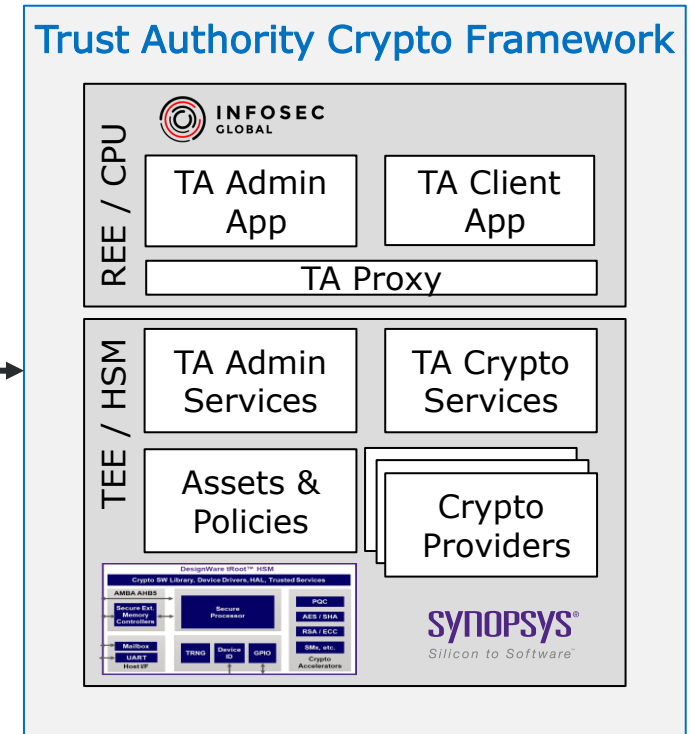 Trust Authority Crypto Framework
REE / CPU
INFOSEC
GLOBAL
TA Admin
App
TA Client
App
TA Proxy
TEE / HSM
TA Admin
Services
TA Crypto
Services
Assets &
Policies
Crypto
Providers
DesignWare tRoot™ HSM
Crypto SW Library, Device Drivers, HAL, Trusted Services
AMBA AHB5
Secure Ext.
Memory
Controllers
Secure
Processor
PQC
AES / SHA
RSA / ECC
SMx, etc.
Crypto
Accelerators
Mailbox
UART
Host I/F
TRNG
Device
ID
GPIO
SYNOPSYS®
Silicon to Software™